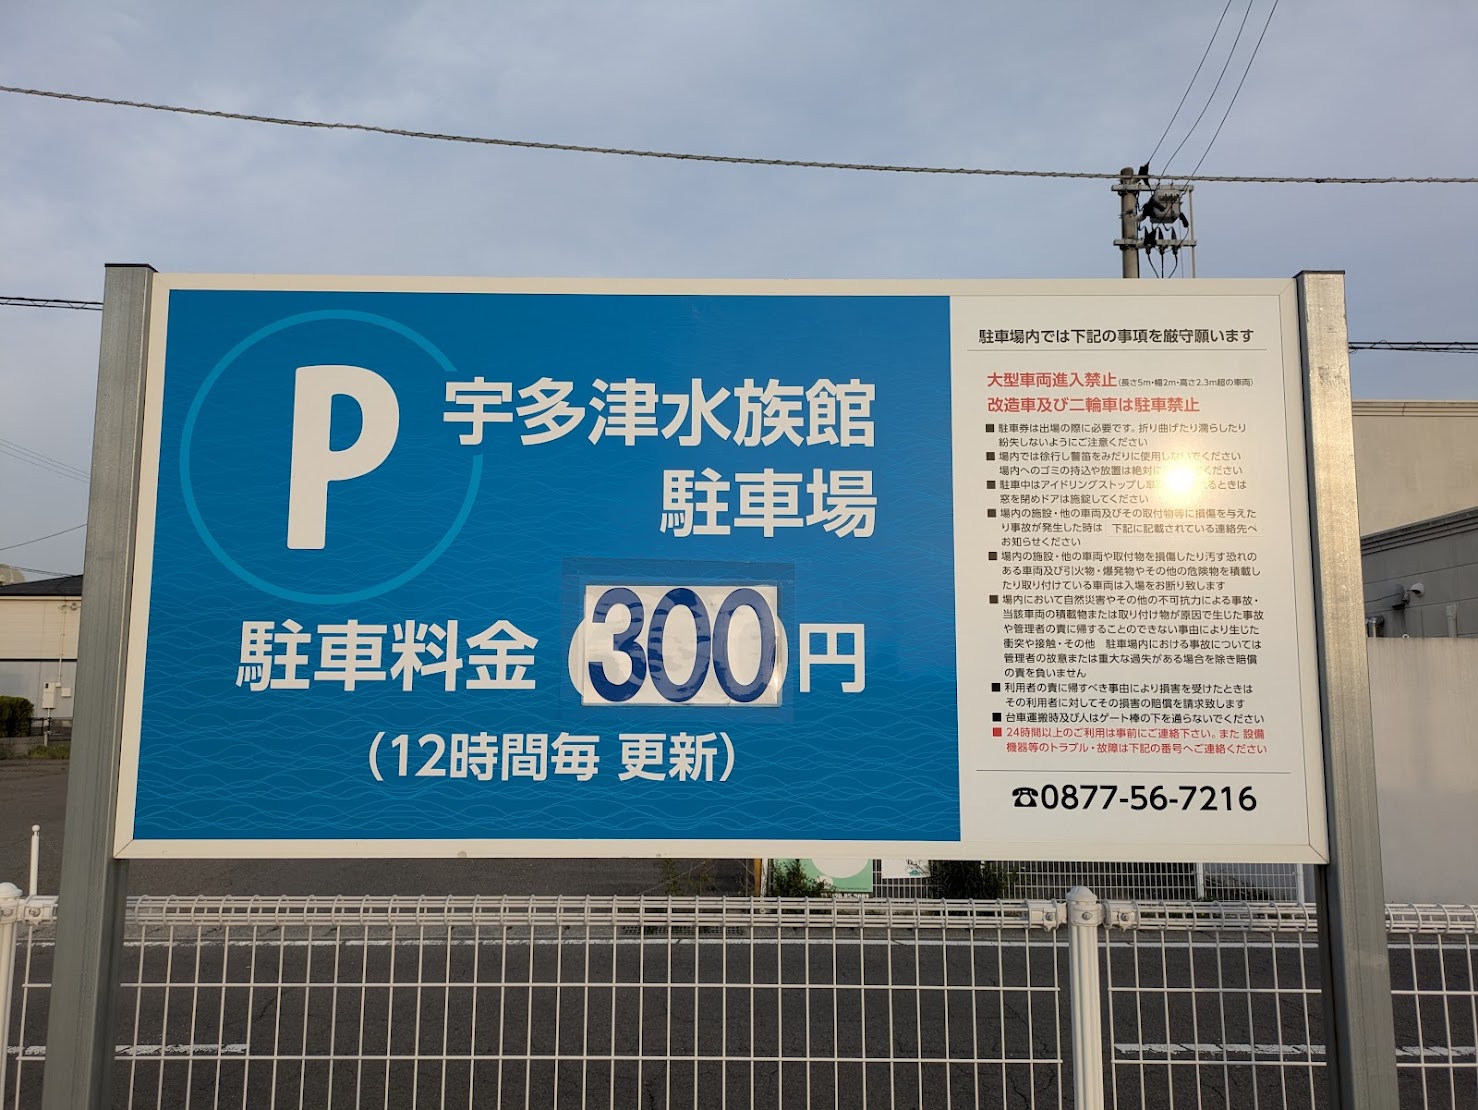 P
宇多津水族館
駐車場
駐車料金 300 円
(12時間毎 更新)
駐車場内では下記の事項を厳守願います
大型車両進入禁止(長さ5m・幅2m・高さ2.3m超の車両)
改造車及び二輪車は駐車禁止
■ 駐車券は出場の際に必要です。折り曲げたり濡らしたり
紛失しないようにご注意ください
■ 場内では徐行し警笛をみだりに使用しないでください
場内へのゴミの持込や放置は絶対に ください
■ 駐車中はアイドリングストップし車 るときは
窓を閉めドアは施錠してください
■ 場内の施設・他の車両及びその取付物等に損傷を与えた
り事故が発生した時は 下記に記載されている連絡先へ
お知らせください
■ 場内の施設・他の車両や取付物を損傷したり汚す恐れの
ある車両及び引火物・爆発物やその他の危険物を積載し
たり取り付けている車両は入場をお断り致します
■ 場内において自然災害やその他の不可抗力による事故・
当該車両の積載物または取り付け物が原因で生じた事故
や管理者の責に帰することのできない事由により生じた
衝突や接触・その他 駐車場内における事故については
管理者の故意または重大な過失がある場合を除き賠償
の責を負いません
■ 利用者の責に帰すべき事由により損害を受けたときは
その利用者に対してその損害の賠償を請求致します
■ 台車運搬時及び人はゲート棒の下を通らないでください
■ 24時間以上のご利用は事前にご連絡下さい。また 設備
機器等のトラブル・故障は下記の番号へご連絡ください
☎0877-56-7216